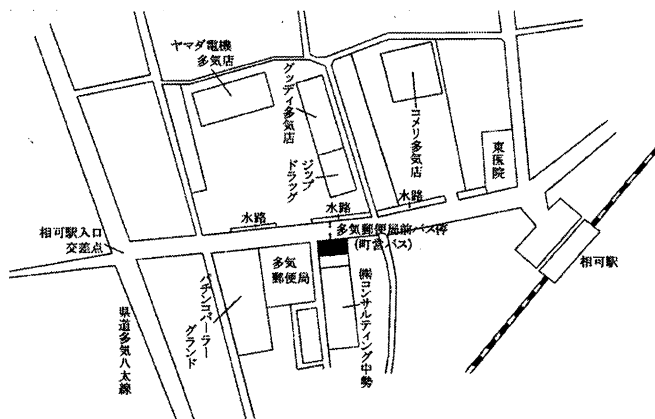 ヤマダ電機
多気店
グッディ多気店
ジップ
ドラッグ
コメリ多気店
東医院
水路
水路
水路
多気郵便局前バス停
(町営バス)
相可駅入口
交差点
多気
郵便局
相可駅
県道多気八太線
パチンコパーラー
グランド
㈱コンサルティング中勢